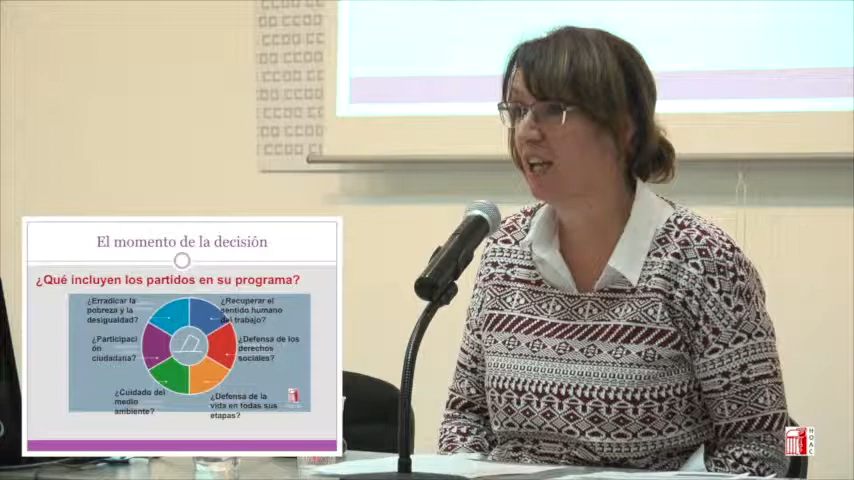 El momento de la decisión
¿Qué incluyen los partidos en su programa?
¿Erradicar la
pobreza y la
desigualdad?
¿Recuperar el
sentido humano
del trabajo?
¿Participaci
ón
ciudadana?
¿Defensa de los
derechos
sociales?
¿Cuidado del
medio
ambiente?
¿Defensa de la
vida en todas sus
etapas?
HOAC